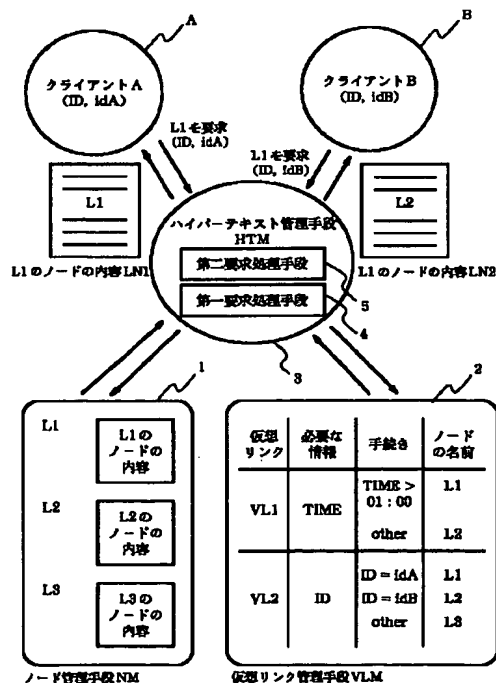 A
B
クライアントA
(ID, idA)
クライアントB
(ID, idB)
L1を要求
(ID, idA)
L1を要求
(ID, idB)
L1
L2
ハイパーテキスト管理手段
HTM
第二要求処理手段
第一要求処理手段
L1のノードの内容LN1
L1のノードの内容LN2
5
4
3
1
2
L1
L1の
ノードの
内容
L2
L2の
ノードの
内容
L3
L3の
ノードの
内容
ノード管理手段NM
仮想
リンク
必要な
情報
手続き
ノード
の名前
VL1
TIME
TIME >
01:00
L1
other
L2
VL2
ID
ID = idA
L1
ID = idB
L2
other
L3
仮想リンク管理手段VLM